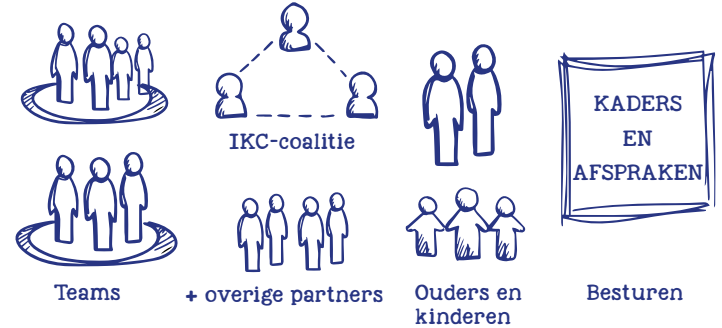 IKC-coalitie
KADERS
EN
AFSPRAKEN
Teams
+ overige partners
Ouders en
kinderen
Besturen